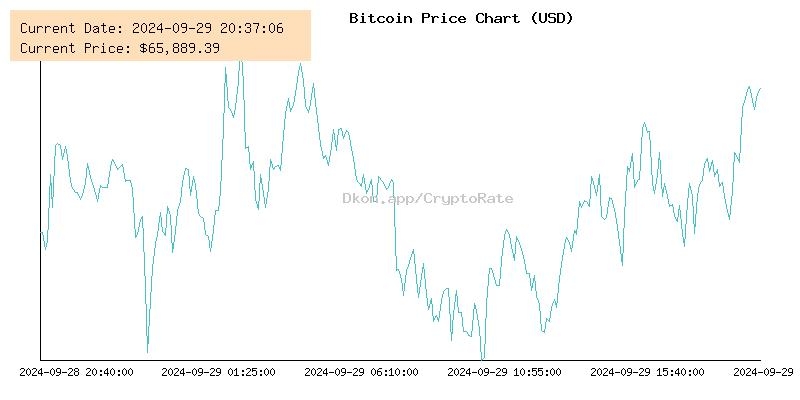 Bitcoin Price Chart (USD)
Current Date: 2024-09-29 20:37:06
Current Price: $65,889.39
Dkon.app/CryptoRate
2024-09-28 20:40:00 2024-09-29 01:25:00 2024-09-29 06:10:00 2024-09-29 10:55:00 2024-09-29 15:40:00 2024-09-29